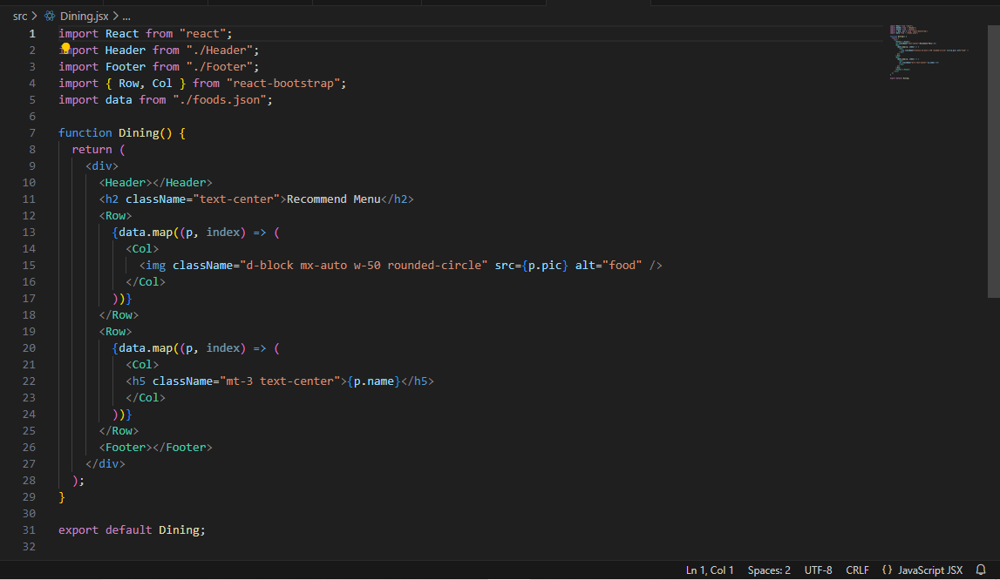 src > Dining.jsx > ...
1 import React from "react";
2 import Header from "./Header";
3 import Footer from "./Footer";
4 import { Row, Col } from "react-bootstrap";
5 import data from "./foods.json";
6
7 function Dining() {
8 return (
9 <div>
10 <Header></Header>
11 <h2 className="text-center">Recommend Menu</h2>
12 <Row>
13 {data.map((p, index) => (
14 <Col>
15 <img className="d-block mx-auto w-50 rounded-circle" src={p.pic} alt="food" />
16 </Col>
17 ))}
18 </Row>
19 <Row>
20 {data.map((p, index) => (
21 <Col>
22 <h5 className="mt-3 text-center">{p.name}</h5>
23 </Col>
24 ))}
25 </Row>
26 <Footer></Footer>
27 </div>
28 );
29 }
30
31 export default Dining;
32
Ln 1, Col 1 Spaces: 2 UTF-8 CRLF {} JavaScript JSX